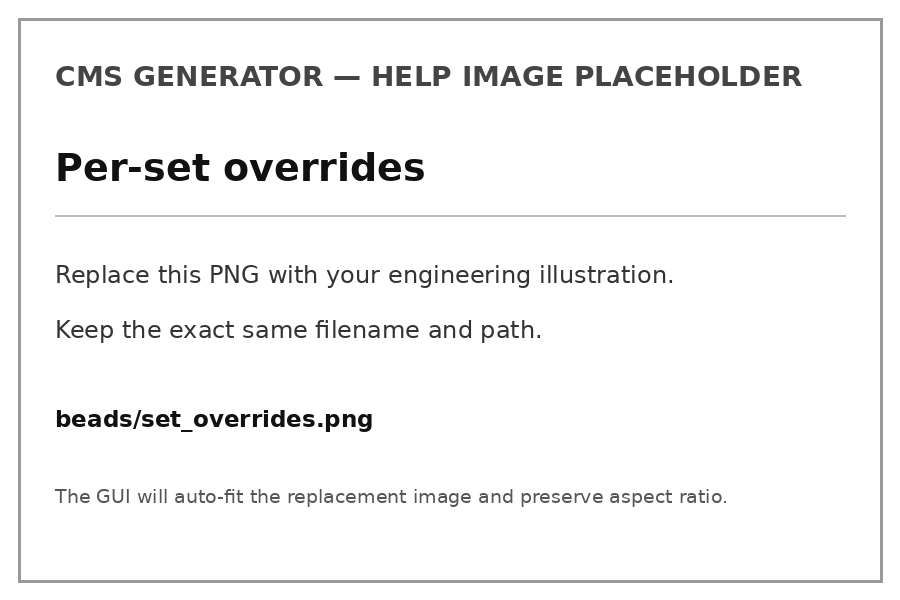 CMS GENERATOR — HELP IMAGE PLACEHOLDER
Per-set overrides
Replace this PNG with your engineering illustration.
Keep the exact same filename and path.
beads/set_overrides.png
The GUI will auto-fit the replacement image and preserve aspect ratio.